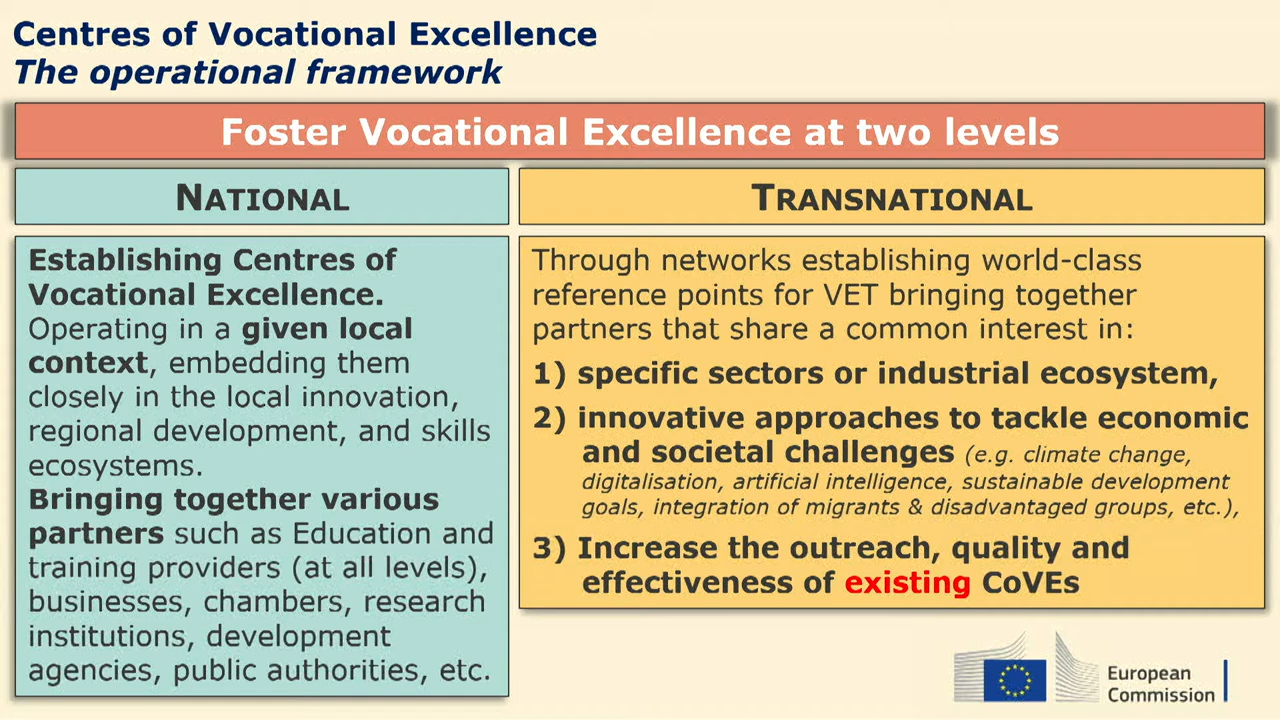 Centres of Vocational Excellence
The operational framework
Foster Vocational Excellence at two levels
NATIONAL
Establishing Centres of
Vocational Excellence.
Operating in a given local
context, embedding them
closely in the local innovation,
regional development, and skills
ecosystems.
Bringing together various
partners such as Education and
training providers (at all levels),
businesses, chambers, research
institutions, development
agencies, public authorities, etc.
TRANSNATIONAL
Through networks establishing world-class
reference points for VET bringing together
partners that share a common interest in:
1) specific sectors or industrial ecosystem,
2) innovative approaches to tackle economic
and societal challenges (e.g. climate change,
digitalisation, artificial intelligence, sustainable development
goals, integration of migrants & disadvantaged groups, etc.),
3) Increase the outreach, quality and
effectiveness of existing CoVEs
European
Commission